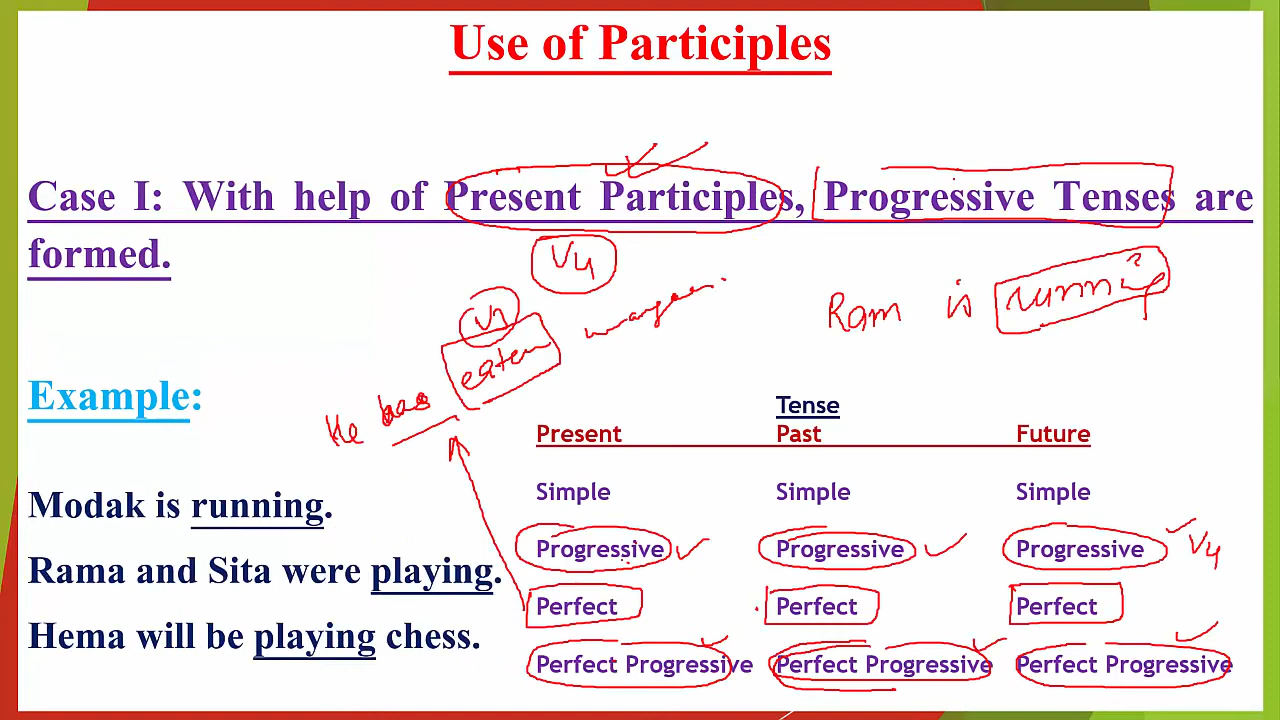 Use of Participles
Case I: With help of Present Participles, Progressive Tenses are
formed.
V4
V3
Ram is running
He has eaten
Example:
Tense
Present Past Future
Simple Simple Simple
Modak is running.
Progressive Progressive Progressive V4
Rama and Sita were playing.
Perfect Perfect Perfect
Hema will be playing chess.
Perfect Progressive Perfect Progressive Perfect Progressive